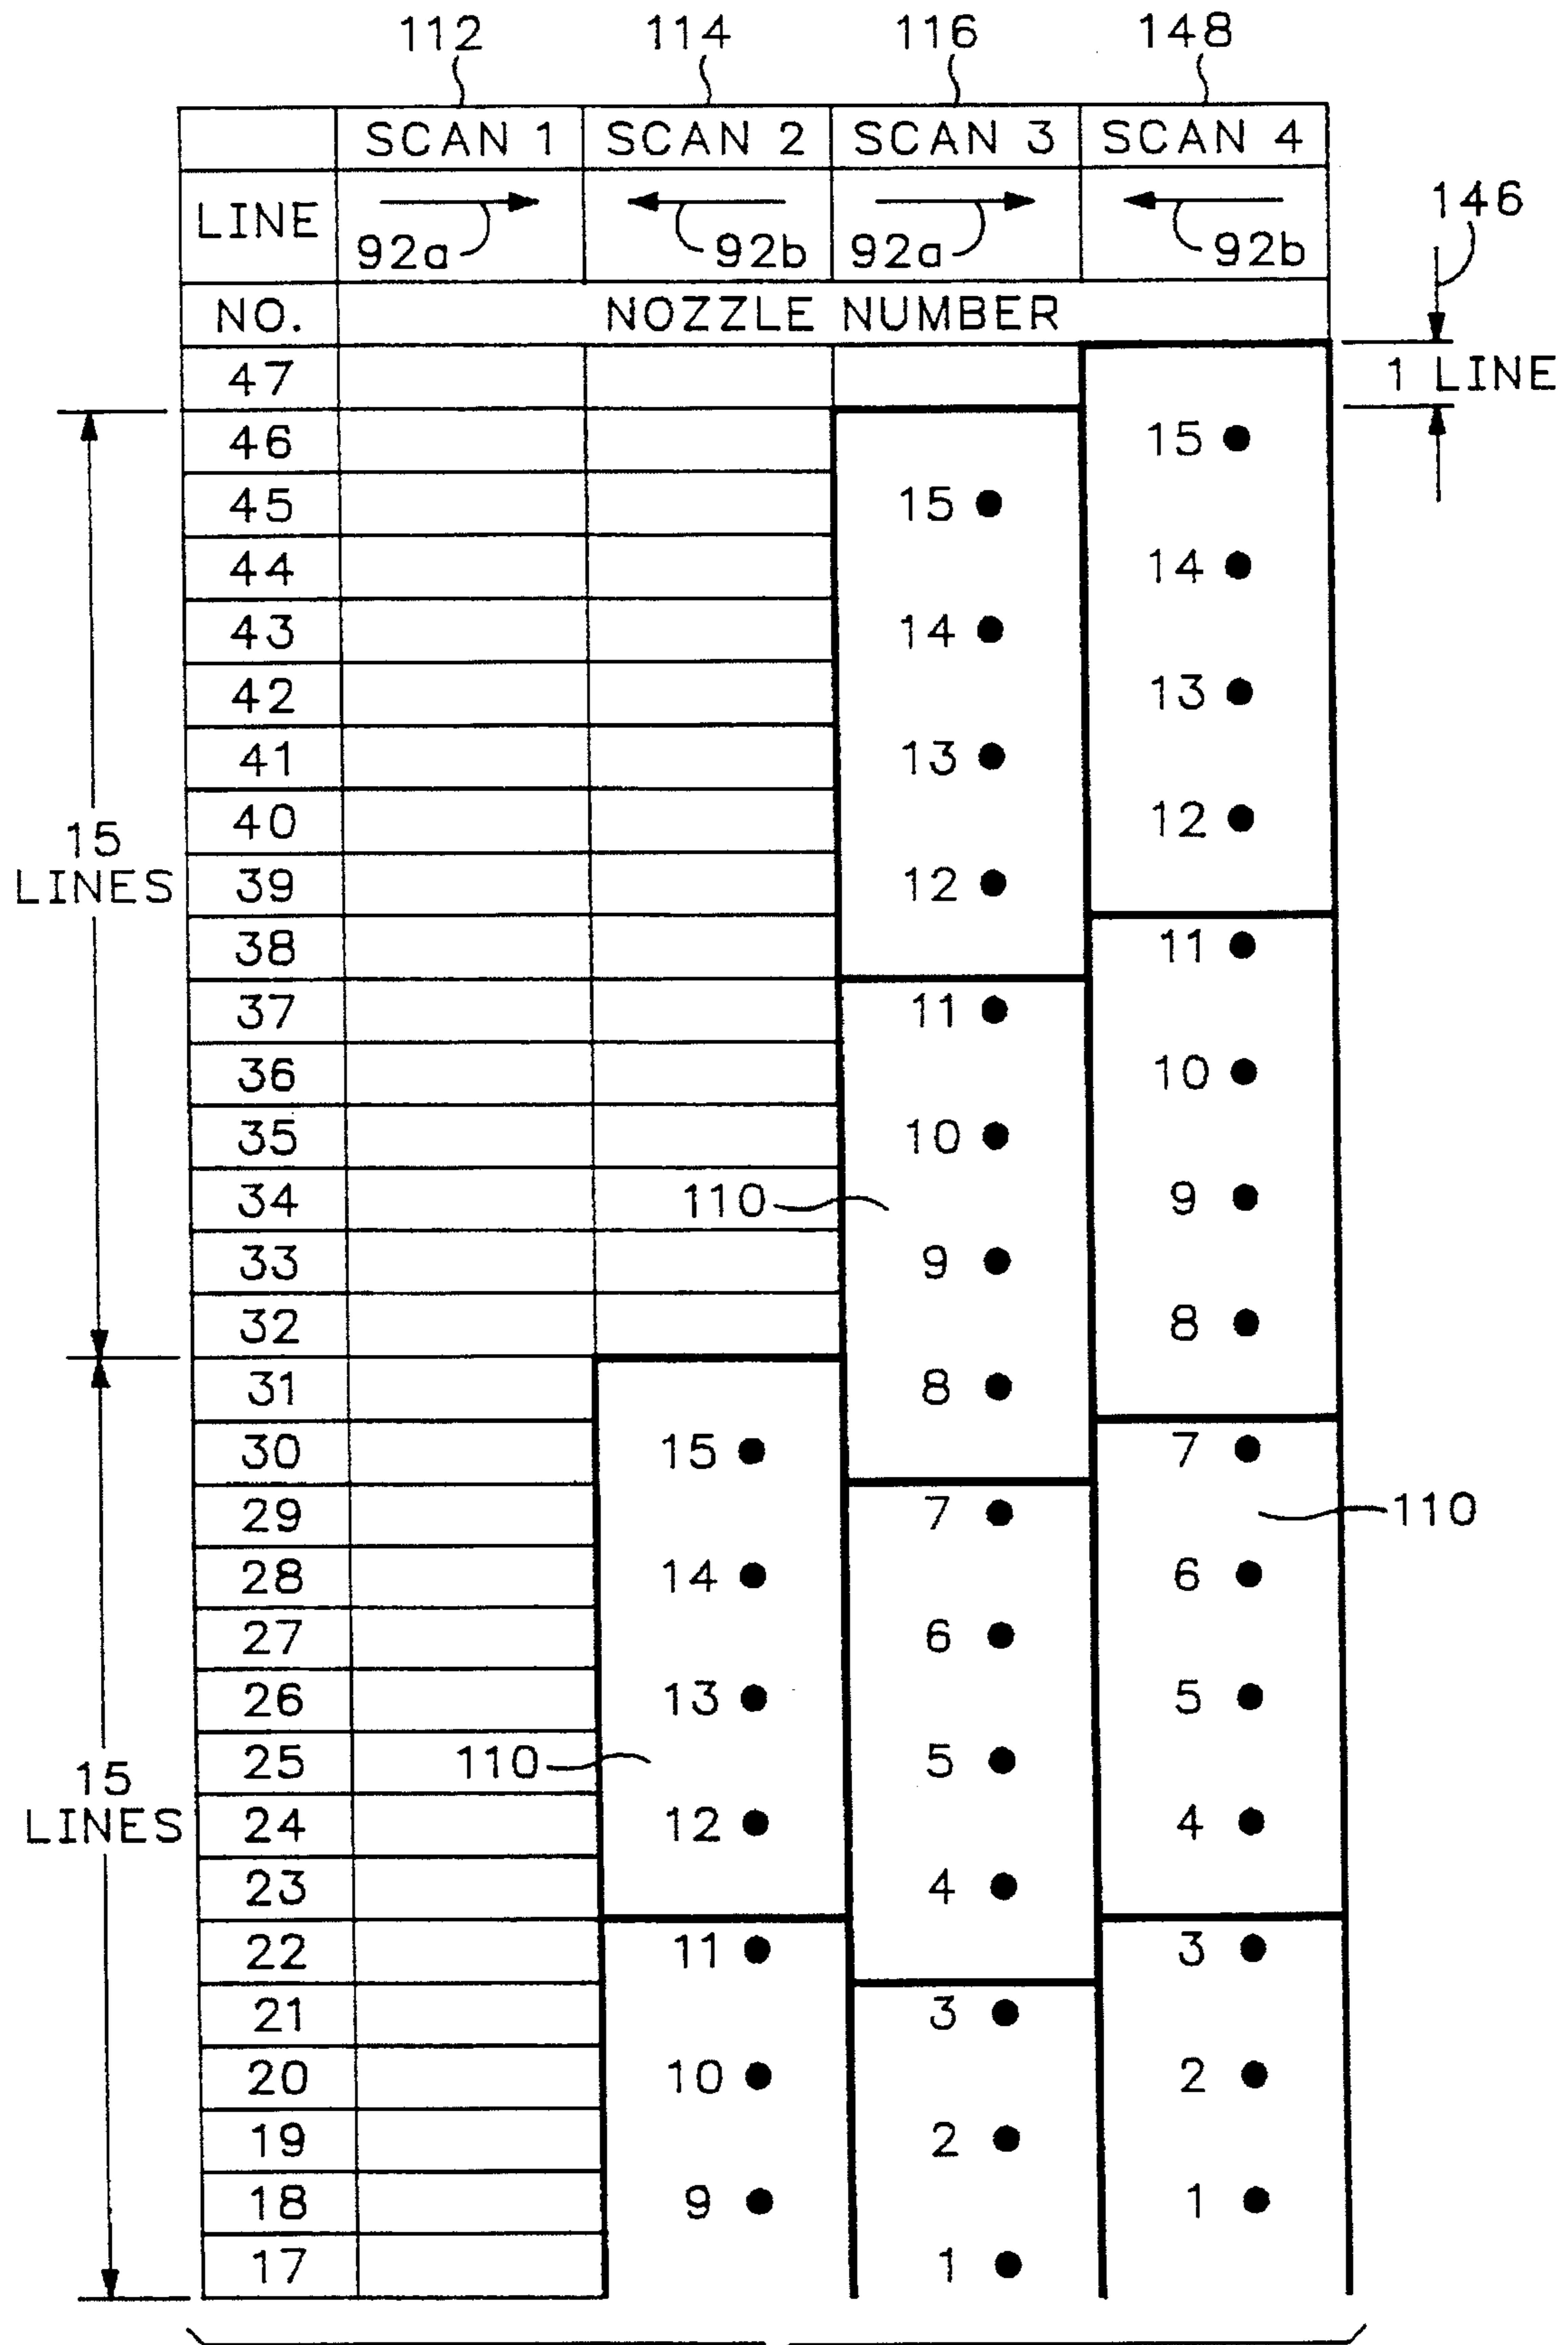 112 114 116 148
SCAN 1 SCAN 2 SCAN 3 SCAN 4
146
LINE 92a 92b 92a 92b
NO. NOZZLE NUMBER
47 1 LINE
46 15
45 15
44 14
43 14
42 13
41 13
40 12
15
LINES
39 12
38 11
37 11
36 10
35 10
34 110 9
33 9
32 8
31 8
30 15 7
29 7 110
28 14 6
27 6
26 13 5
25 110 5
15
LINES
24 12 4
23 4
22 11 3
21 3
20 10 2
19 2
18 9 1
17 1